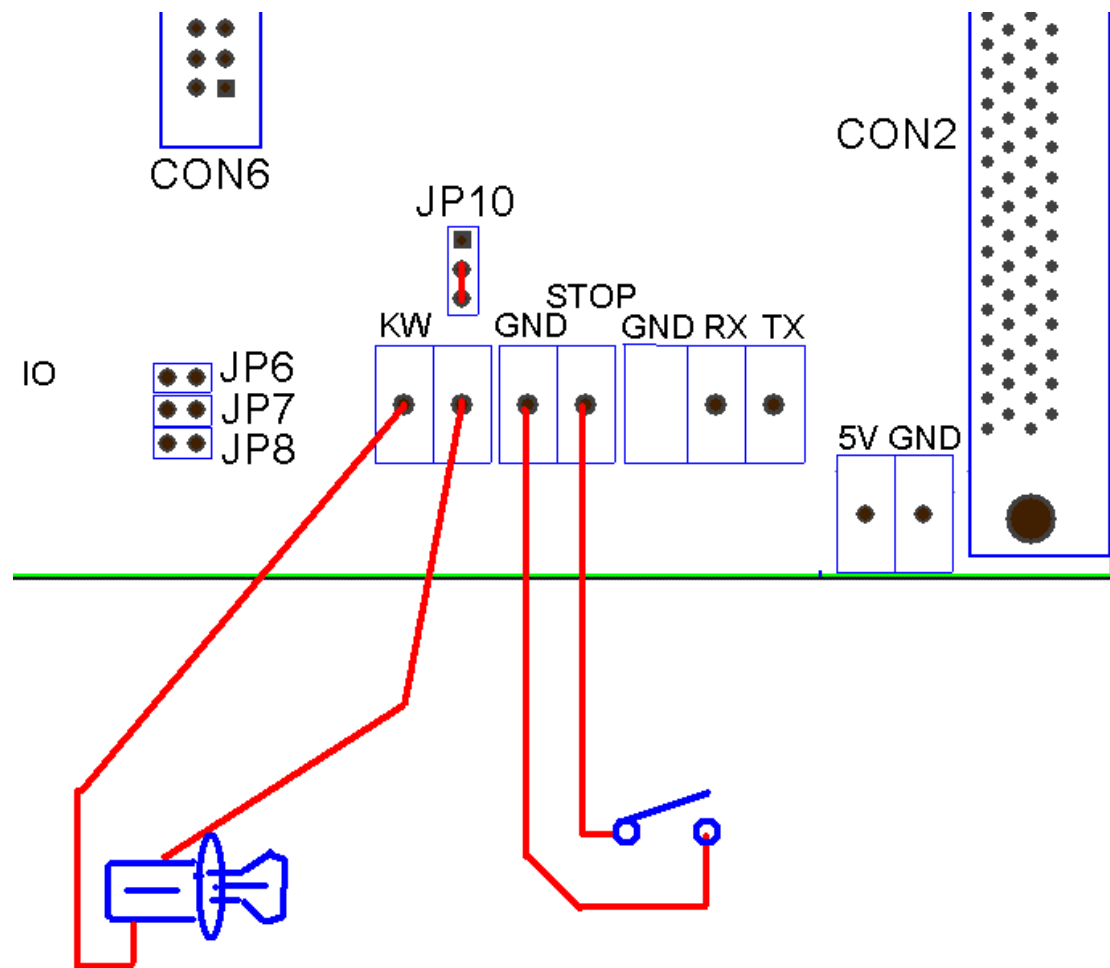 CON6
CON2
JP10
STOP
KW GND GND RX TX
IO
JP6
JP7
JP8
5V GND